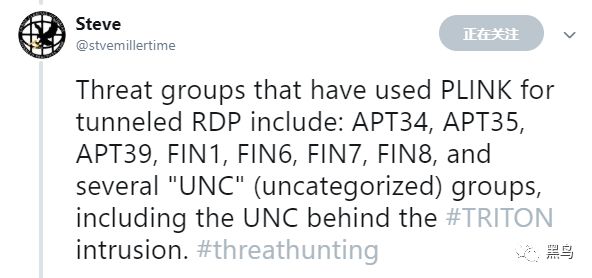 Steve
@stvemillertime
正在关注
Threat groups that have used PLINK for
tunneled RDP include: APT34, APT35,
APT39, FIN1, FIN6, FIN7, FIN8, and
several "UNC" (uncategorized) groups,
including the UNC behind the #TRITON
intrusion. #threathunting
黑鸟